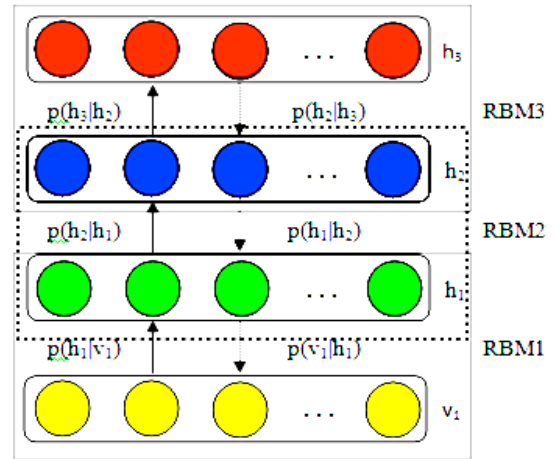 ... h₃
p(h₃|h₂) p(h₂|h₃) RBM3
... h₂
p(h₂|h₁) p(h₁|h₂) RBM2
... h₁
p(h₁|v₁) p(v₁|h₁) RBM1
... v₁